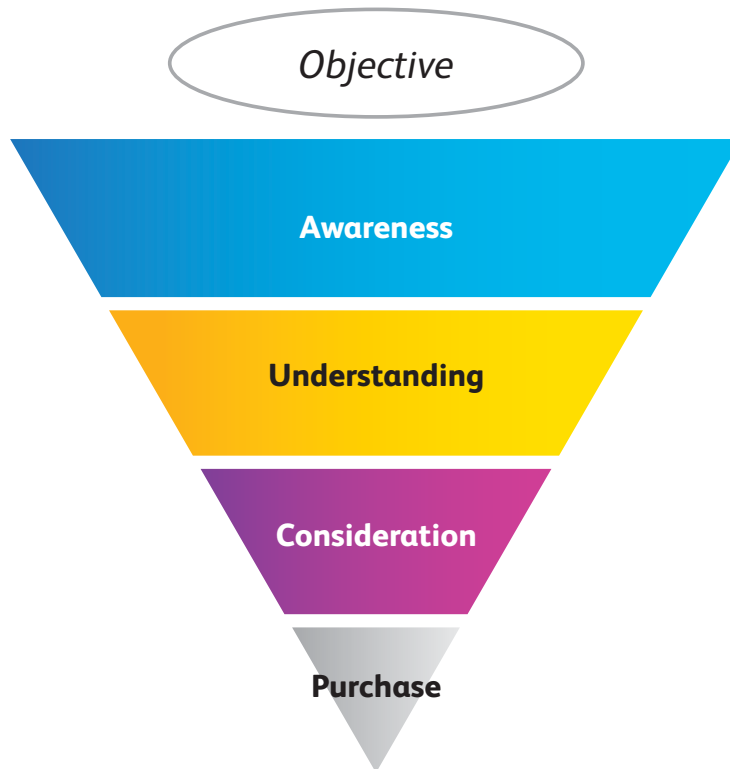 Objective
Awareness
Understanding
Consideration
Purchase